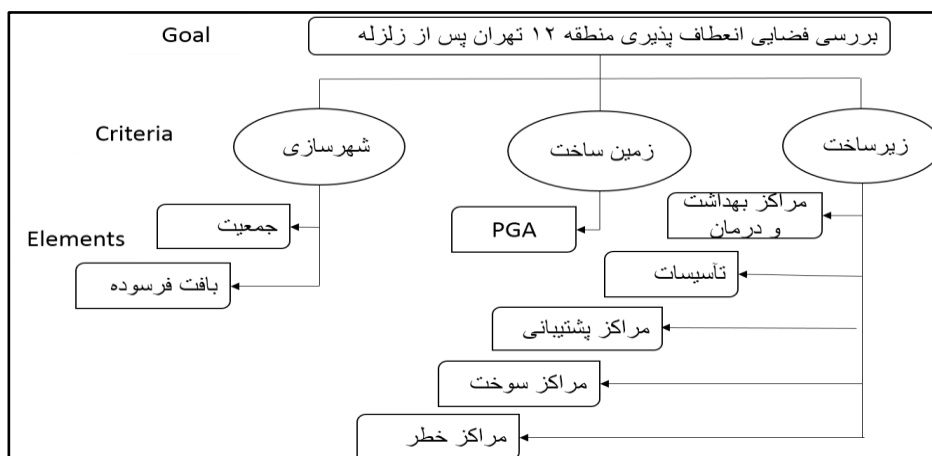 Goal
بررسی فضایی انعطاف پذیری منطقه ۱۲ تهران پس از زلزله
Criteria
زیرساخت
زمین ساخت
شهرسازی
Elements
مراکز بهداشت
و درمان
تآسیسات
مراکز پشتیبانی
مراکز سوخت
مراکز خطر
PGA
جمعیت
بافت فرسوده